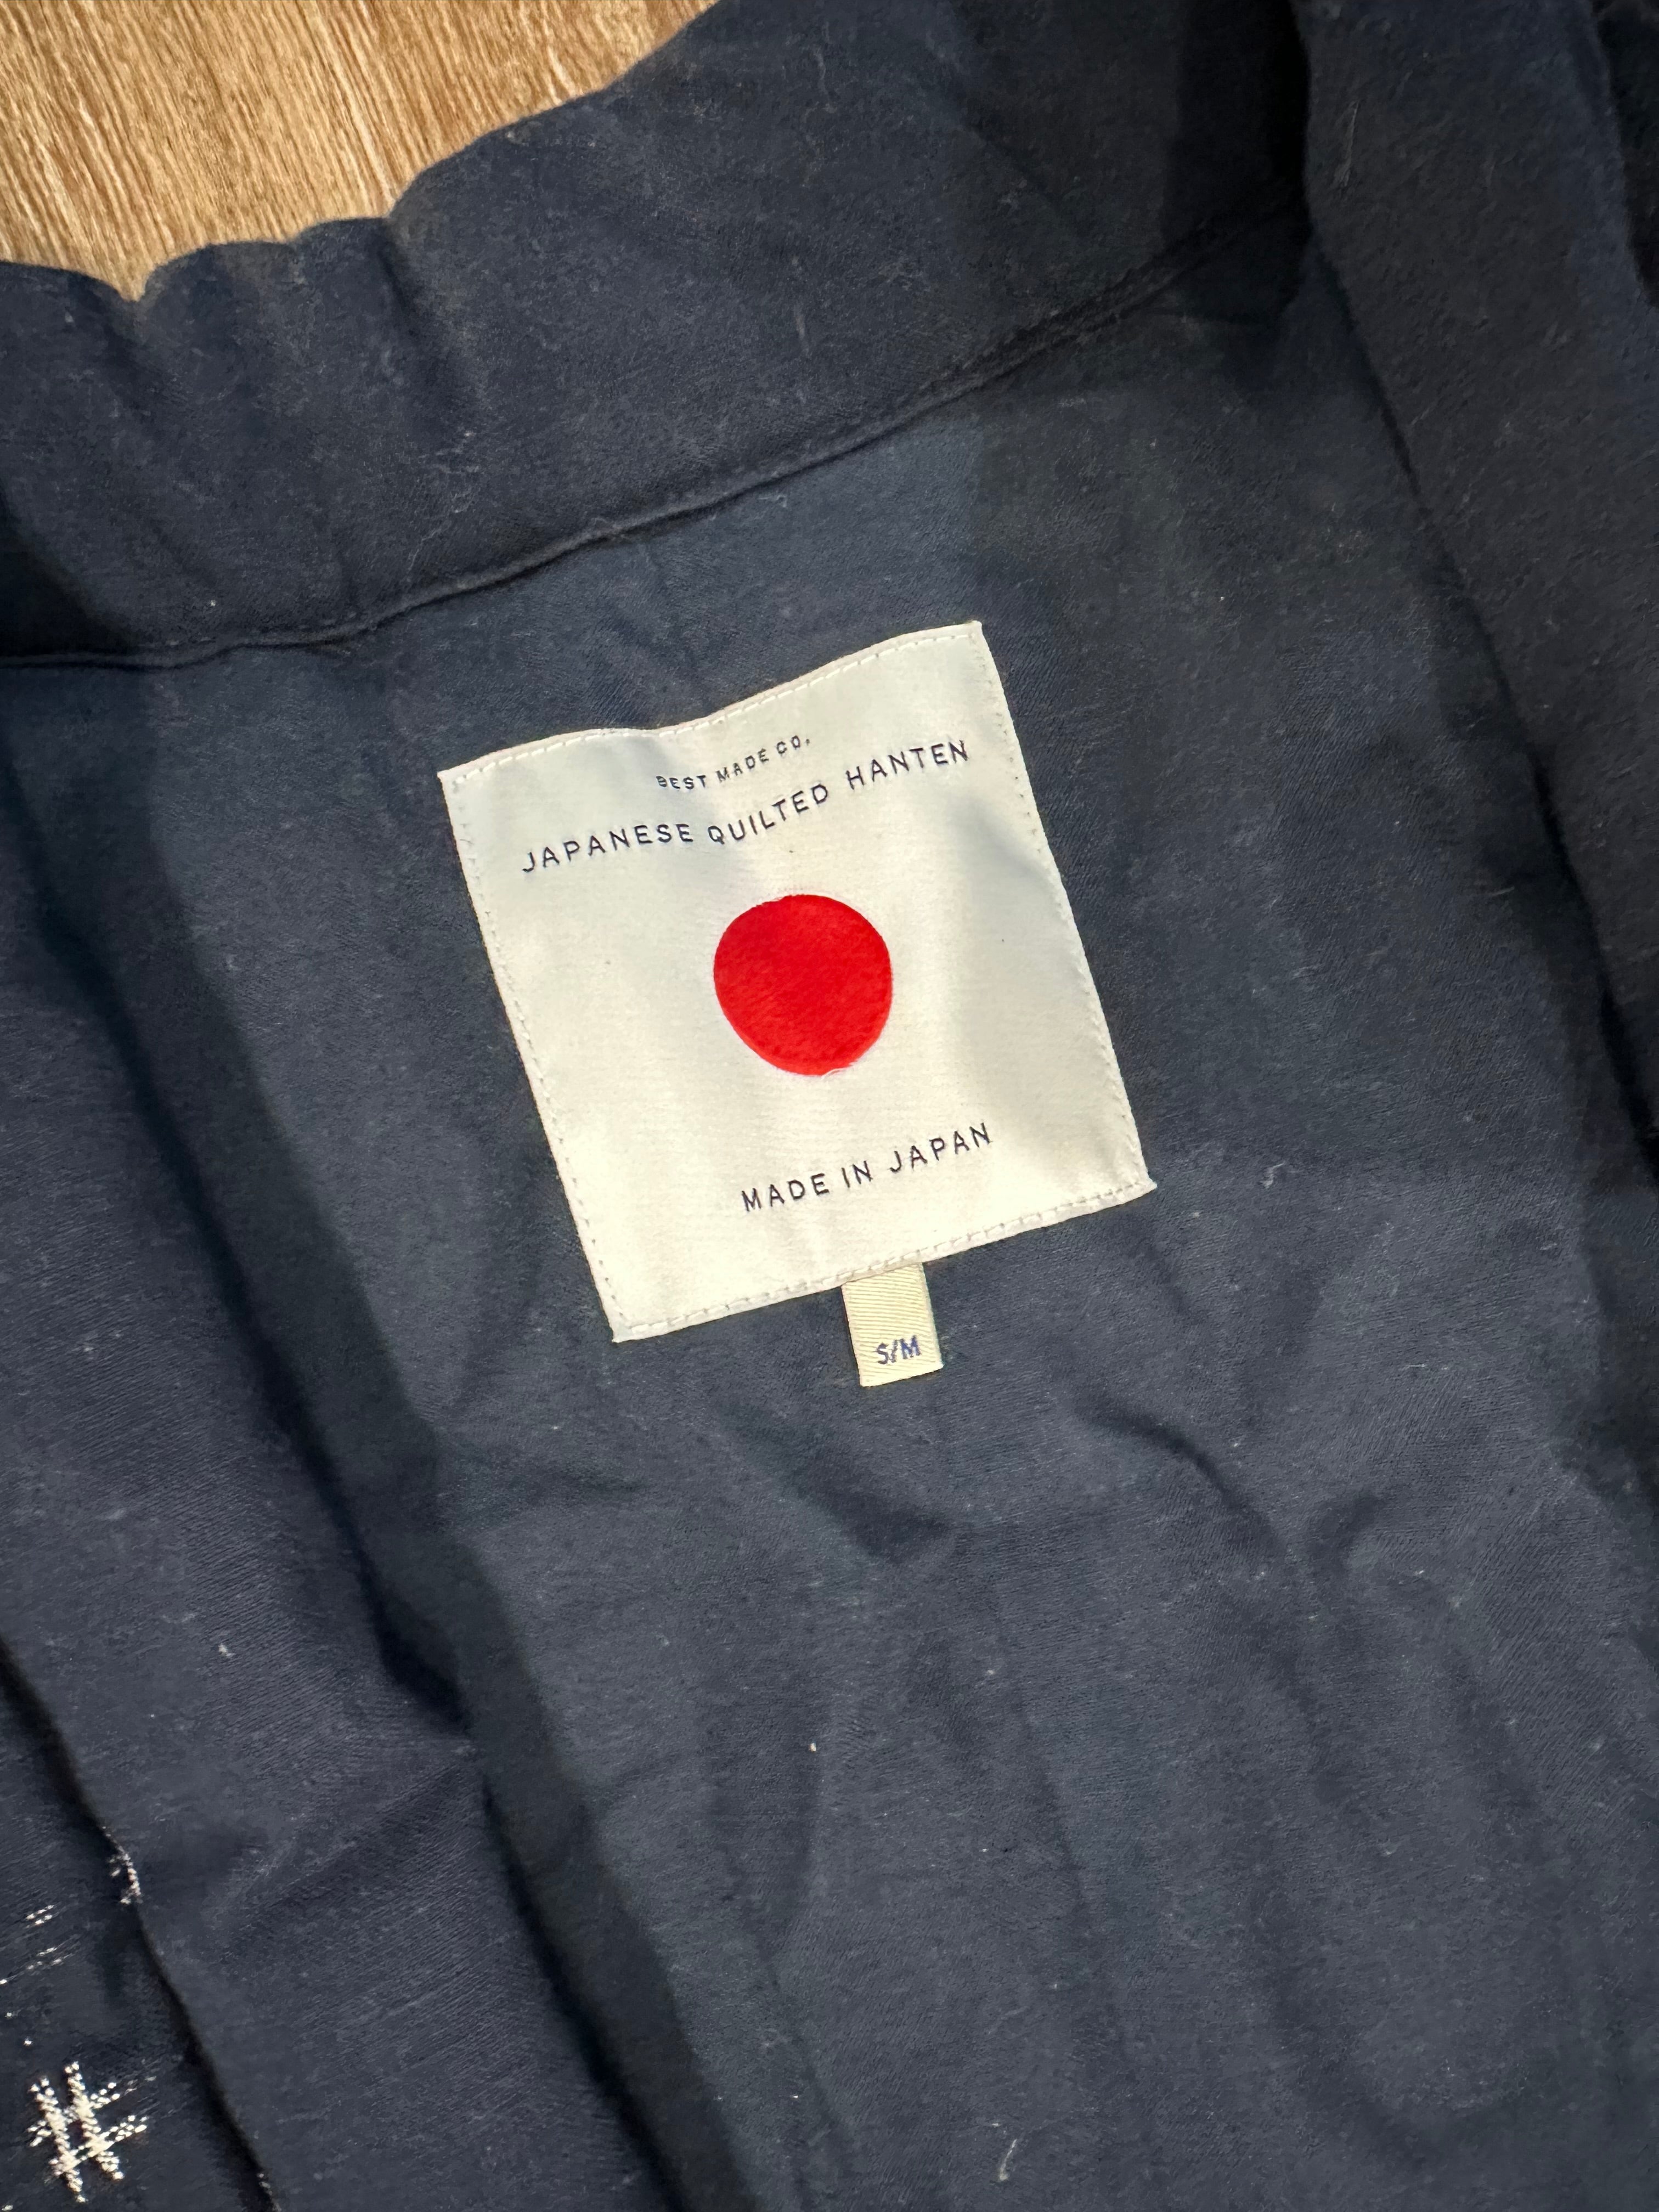 BEST MADE CO.
JAPANESE QUILTED HANTEN
MADE IN JAPAN
S/M